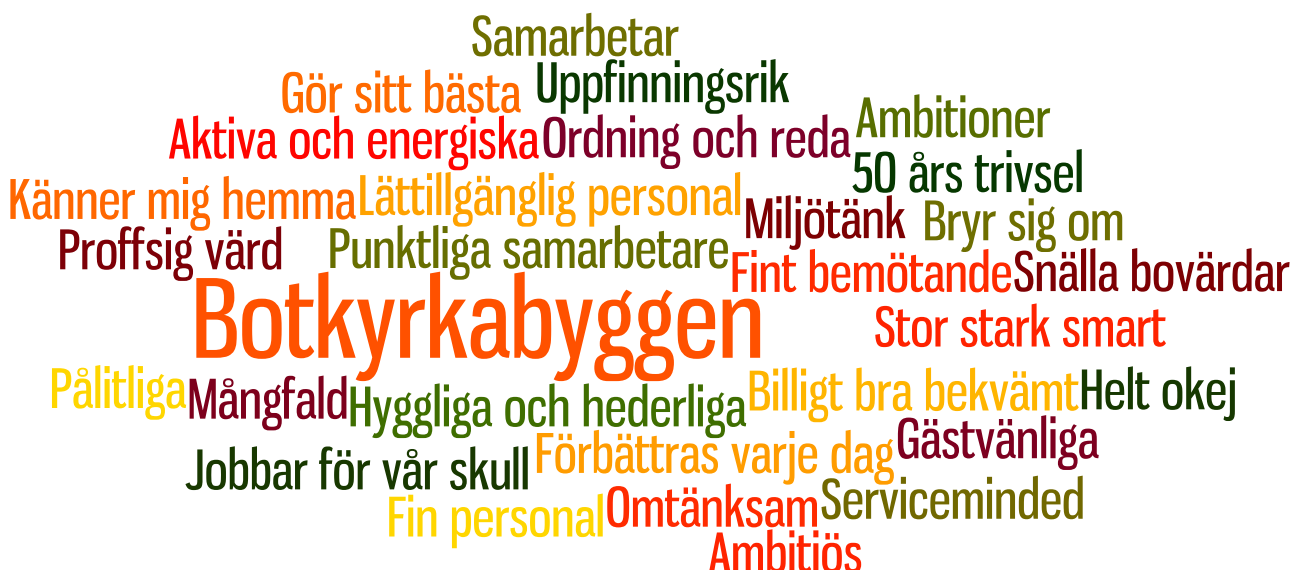 Samarbetar
Gör sitt bästa
Uppfinningsrik
Ambitioner
Aktiva och energiska
Ordning och reda
50 års trivsel
Känner mig hemma
Lättillgänglig personal
Miljötänk
Bryr sig om
Proffsig värd
Punktliga samarbetare
Fint bemötande
Snälla bovärdar
Botkyrkabyggen
Stor stark smart
Pålitliga
Mångfald
Hyggliga och hederliga
Billigt bra bekvämt
Helt okej
Jobbar för vår skull
Förbättras varje dag
Gästvänliga
Fin personal
Omtänksam
Serviceminded
Ambitiös